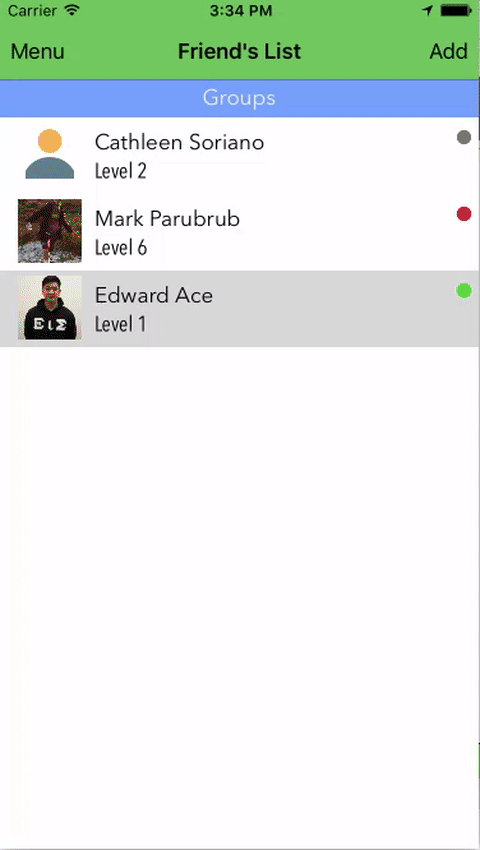 Carrier 3:34 PM
Menu Friend's List Add
Groups
Cathleen Soriano
Level 2
Mark Parubrub
Level 6
Edward Ace
Level 1
ΕΙΣ